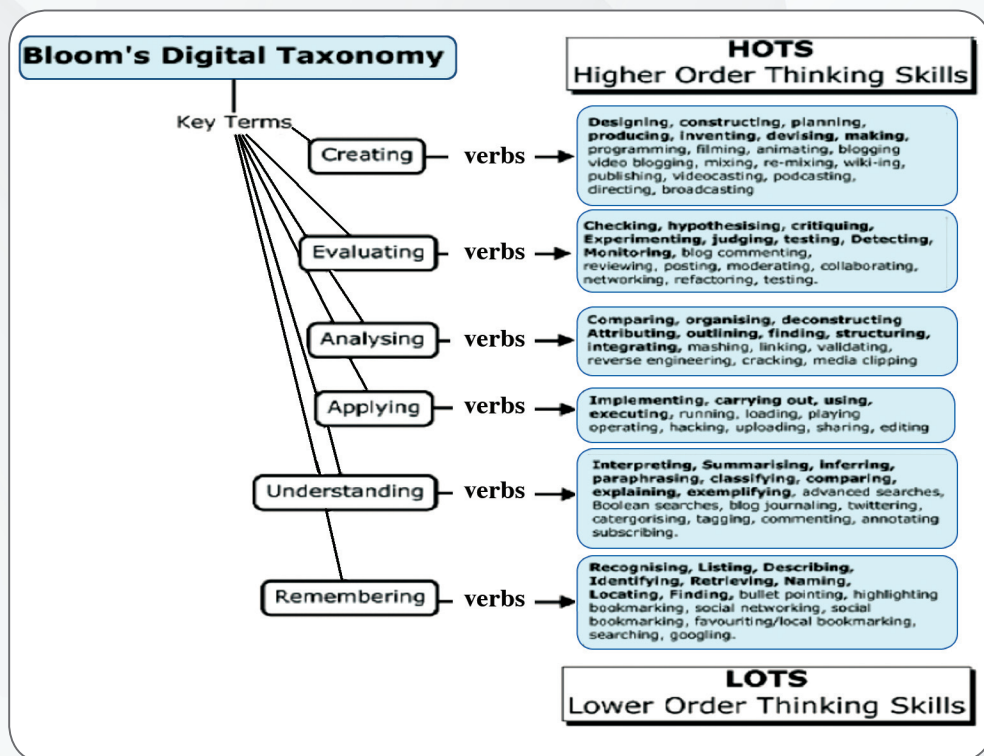 Bloom's Digital Taxonomy
HOTS
Higher Order Thinking Skills
Key Terms
Creating
verbs
Designing, constructing, planning,
producing, inventing, devising, making,
programming, filming, animating, blogging
video blogging, mixing, re-mixing, wiki-ing,
publishing, videocasting, podcasting,
directing, broadcasting
Evaluating
verbs
Checking, hypothesising, critiquing,
Experimenting, judging, testing, Detecting,
Monitoring, blog commenting,
reviewing, posting, moderating, collaborating,
networking, refactoring, testing.
Analysing
verbs
Comparing, organising, deconstructing
Attributing, outlining, finding, structuring,
integrating, mashing, linking, validating,
reverse engineering, cracking, media clipping
Applying
verbs
Implementing, carrying out, using,
executing, running, loading, playing
operating, hacking, uploading, sharing, editing
Understanding
verbs
Interpreting, Summarising, inferring,
paraphrasing, classifying, comparing,
explaining, exemplifying, advanced searches,
Boolean searches, blog journaling, twittering,
catergorising, tagging, commenting, annotating
subscribing.
Remembering
verbs
Recognising, Listing, Describing,
Identifying, Retrieving, Naming,
Locating, Finding, bullet pointing, highlighting
bookmarking, social networking, social
bookmarking, favouriting/local bookmarking,
searching, googling.
LOTS
Lower Order Thinking Skills